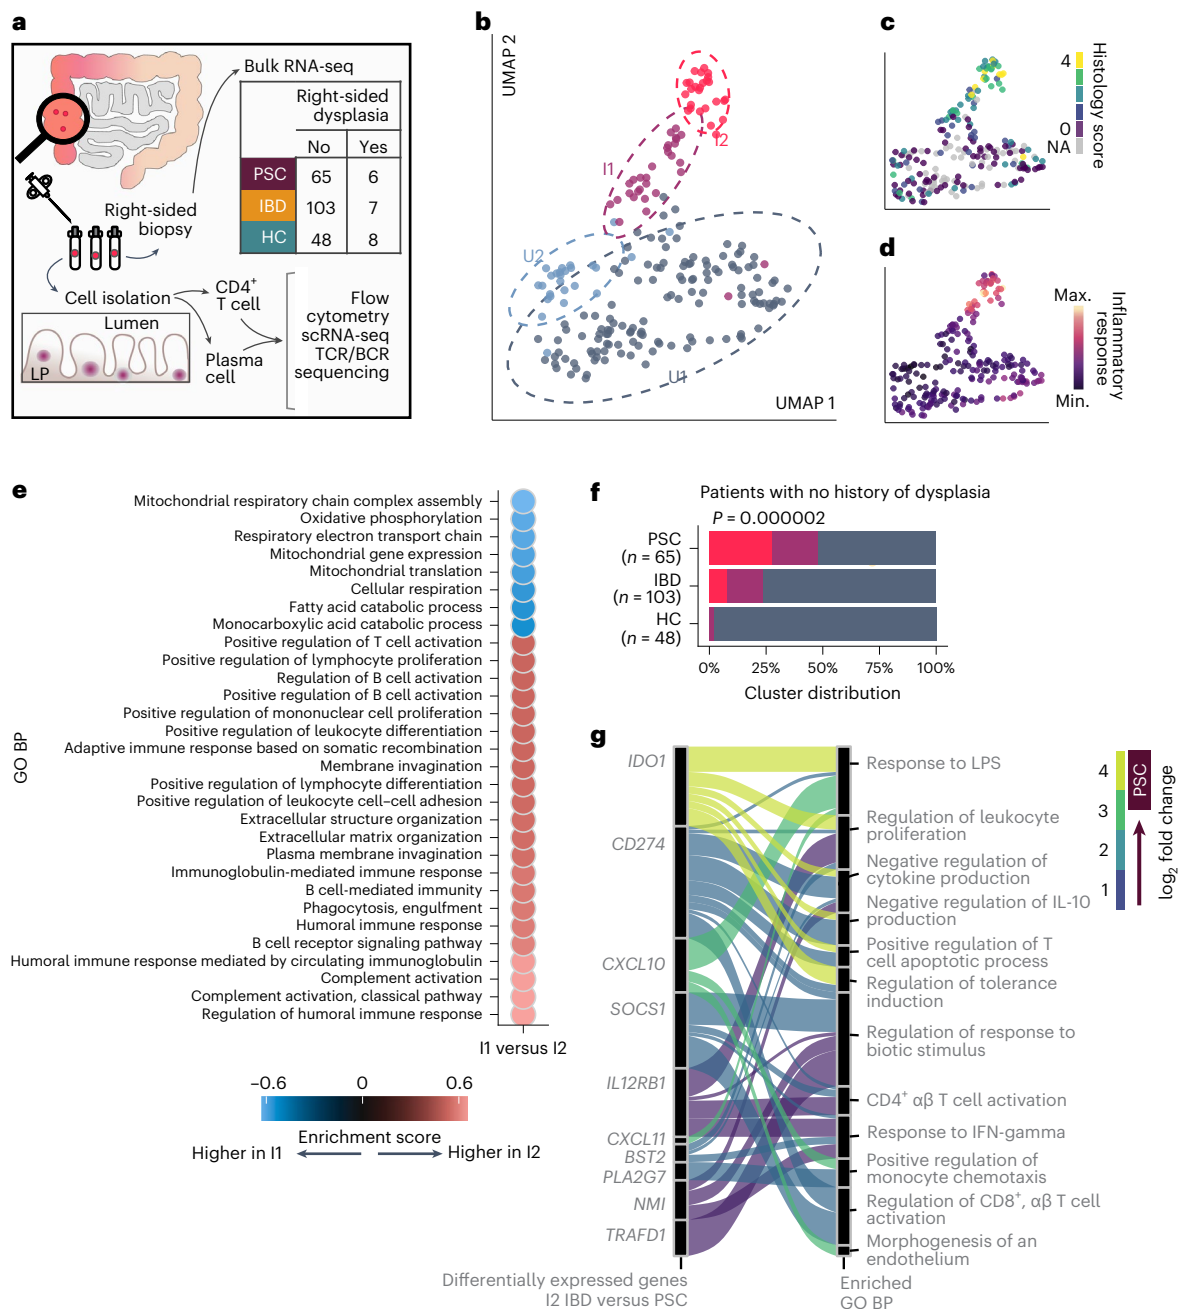 a
Bulk RNA-seq
Right-sided
dysplasia
No Yes
PSC 65 6
IBD 103 7
HC 48 8
Right-sided
biopsy
Cell isolation
CD4+
T cell
Plasma
cell
Flow
cytometry
scRNA-seq
TCR/BCR
sequencing
Lumen
LP
b
UMAP 2
I2
I1
U2
U1
UMAP 1
c
4
0
NA
Histology score
d
Max.
Min.
Inflammatory
response
e
GO BP
Mitochondrial respiratory chain complex assembly
Oxidative phosphorylation
Respiratory electron transport chain
Mitochondrial gene expression
Mitochondrial translation
Cellular respiration
Fatty acid catabolic process
Monocarboxylic acid catabolic process
Positive regulation of T cell activation
Positive regulation of lymphocyte proliferation
Regulation of B cell activation
Positive regulation of B cell activation
Positive regulation of mononuclear cell proliferation
Positive regulation of leukocyte differentiation
Adaptive immune response based on somatic recombination
Membrane invagination
Positive regulation of lymphocyte differentiation
Positive regulation of leukocyte cell–cell adhesion
Extracellular structure organization
Extracellular matrix organization
Plasma membrane invagination
Immunoglobulin-mediated immune response
B cell-mediated immunity
Phagocytosis, engulfment
Humoral immune response
B cell receptor signaling pathway
Humoral immune response mediated by circulating immunoglobulin
Complement activation
Complement activation, classical pathway
Regulation of humoral immune response
I1 versus I2
–0.6 0 0.6
Enrichment score
Higher in I1 Higher in I2
f
Patients with no history of dysplasia
P = 0.000002
PSC
(n = 65)
IBD
(n = 103)
HC
(n = 48)
0% 25% 50% 75% 100%
Cluster distribution
g
IDO1
CD274
CXCL10
SOCS1
IL12RB1
CXCL11
BST2
PLA2G7
NMI
TRAFD1
Differentially expressed genes
I2 IBD versus PSC
Response to LPS
Regulation of leukocyte
proliferation
Negative regulation of
cytokine production
Negative regulation of IL-10
production
Positive regulation of T
cell apoptotic process
Regulation of tolerance
induction
Regulation of response to
biotic stimulus
CD4+ αβ T cell activation
Response to IFN-gamma
Positive regulation of
monocyte chemotaxis
Regulation of CD8+, αβ T cell
activation
Morphogenesis of an
endothelium
Enriched
GO BP
4
3
2
1
PSC
log2 fold change